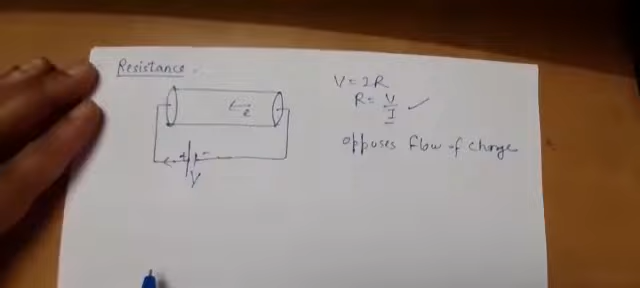 Resistance
V = IR
R = V/I
opposes flow of charge
e
+ -
V